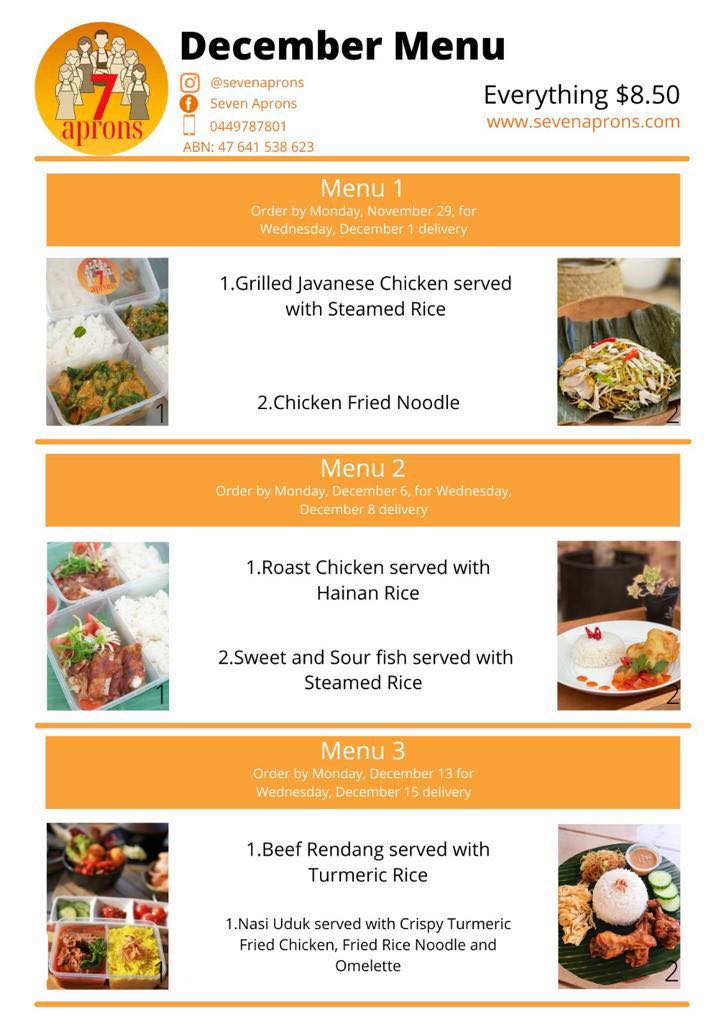 7
aprons
December Menu
@sevenaprons
Seven Aprons
0449787801
ABN: 47 641 538 623
Everything $8.50
www.sevenaprons.com
Menu 1
Order by Monday, November 29, for
Wednesday, December 1 delivery
7
aprons
1
1.Grilled Javanese Chicken served
with Steamed Rice
2.Chicken Fried Noodle
2
Menu 2
Order by Monday, December 6, for Wednesday,
December 8 delivery
1
1.Roast Chicken served with
Hainan Rice
2.Sweet and Sour fish served with
Steamed Rice
2
Menu 3
Order by Monday, December 13 for
Wednesday, December 15 delivery
1
1.Beef Rendang served with
Turmeric Rice
1.Nasi Uduk served with Crispy Turmeric
Fried Chicken, Fried Rice Noodle and
Omelette
2